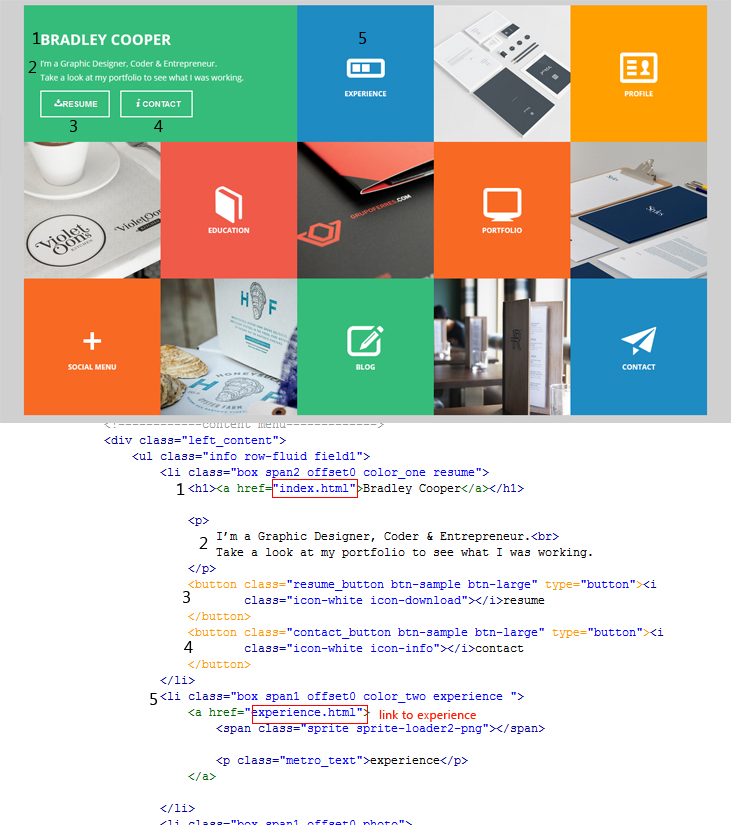 1BRADLEY COOPER
2 I'm a Graphic Designer, Coder & Entrepreneur.
Take a look at my portfolio to see what I was working.
RESUME
i CONTACT
3
4
5
EXPERIENCE
PROFILE
Violet
Oons
KITCHEN
EDUCATION
GRUPOFERRES.COM
PORTFOLIO
+
SOCIAL MENU
H F
BLOG
CONTACT
<!------------content menu------------->
<div class="left_content">
<ul class="info row-fluid field1">
<li class="box span2 offset0 color_one resume">
1 <h1><a href="index.html">Bradley Cooper</a></h1>
<p>
2 I'm a Graphic Designer, Coder & Entrepreneur.<br>
Take a look at my portfolio to see what I was working.
</p>
<button class="resume_button btn-sample btn-large" type="button"><i
3 class="icon-white icon-download"></i>resume
</button>
<button class="contact_button btn-sample btn-large" type="button"><i
4 class="icon-white icon-info"></i>contact
</button>
</li>
5 <li class="box span1 offset0 color_two experience ">
<a href="experience.html"> link to experience
<span class="sprite sprite-loader2-png"></span>
<p class="metro_text">experience</p>
</a>
</li>
<li class="box span1 offset0 photo">